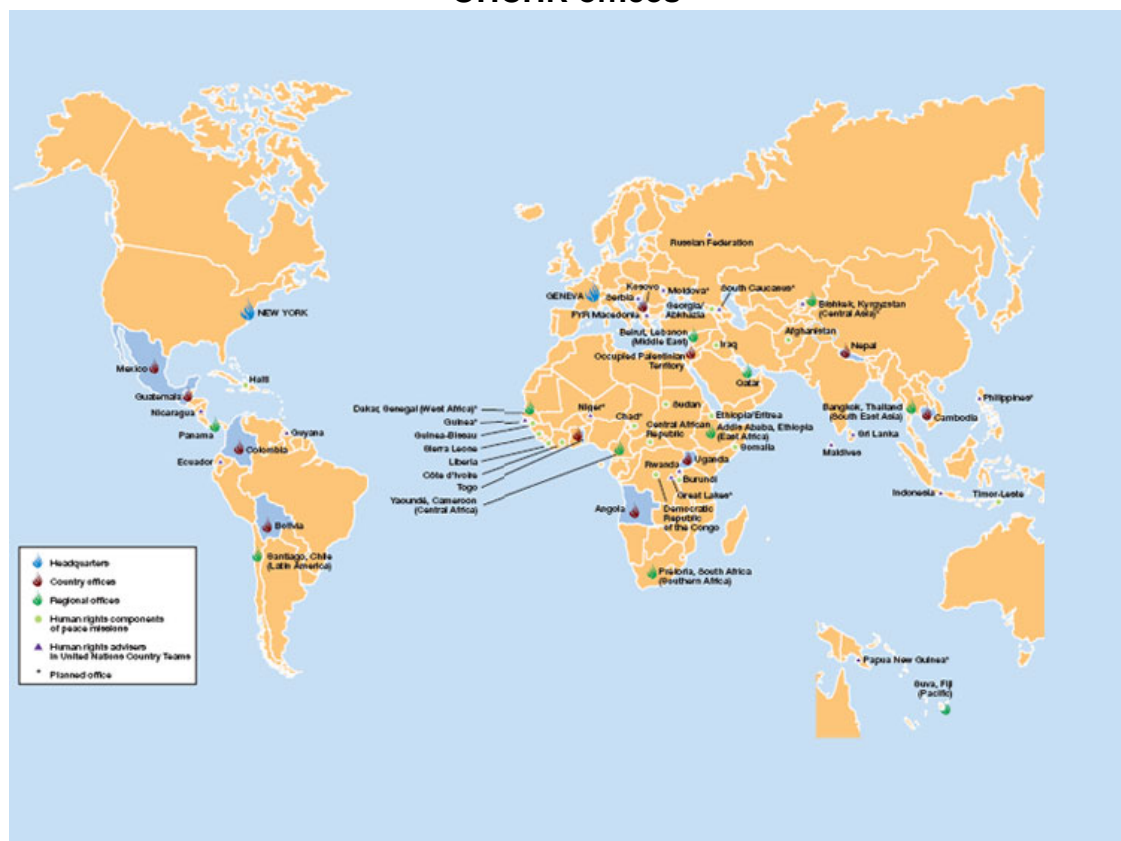 GENEVA
NEW YORK
Russian Federation
Kosovo
Moldova*
South Caucasus*
Serbia
Georgia/
Abkhazia
FYR Macedonia
Bishkek, Kyrgyzstan
(Central Asia)*
Beirut, Lebanon
(Middle East)
Iraq
Afghanistan
Occupied Palestinian
Territory
Nepal
Qatar
Mexico
Haiti
Guatemala
Nicaragua
Panama
Guyana
Colombia
Ecuador
Bolivia
Santiago, Chile
(Latin America)
Dakar, Senegal (West Africa)*
Guinea*
Guinea-Bissau
Sierra Leone
Liberia
Côte d'Ivoire
Togo
Yaoundé, Cameroon
(Central Africa)
Niger*
Chad*
Sudan
Central African
Republic
Ethiopia/Eritrea
Addis Ababa, Ethiopia
(East Africa)
Somalia
Rwanda
Uganda
Burundi
Great Lakes*
Democratic
Republic
of the Congo
Angola
Pretoria, South Africa
(Southern Africa)
Bangkok, Thailand
(South East Asia)
Cambodia
Philippines*
Sri Lanka
Maldives
Indonesia
Timor-Leste
Papua New Guinea*
Suva, Fiji
(Pacific)
Headquarters
Country offices
Regional offices
Human rights components
of peace missions
Human rights advisers
in United Nations Country Teams
* Planned office